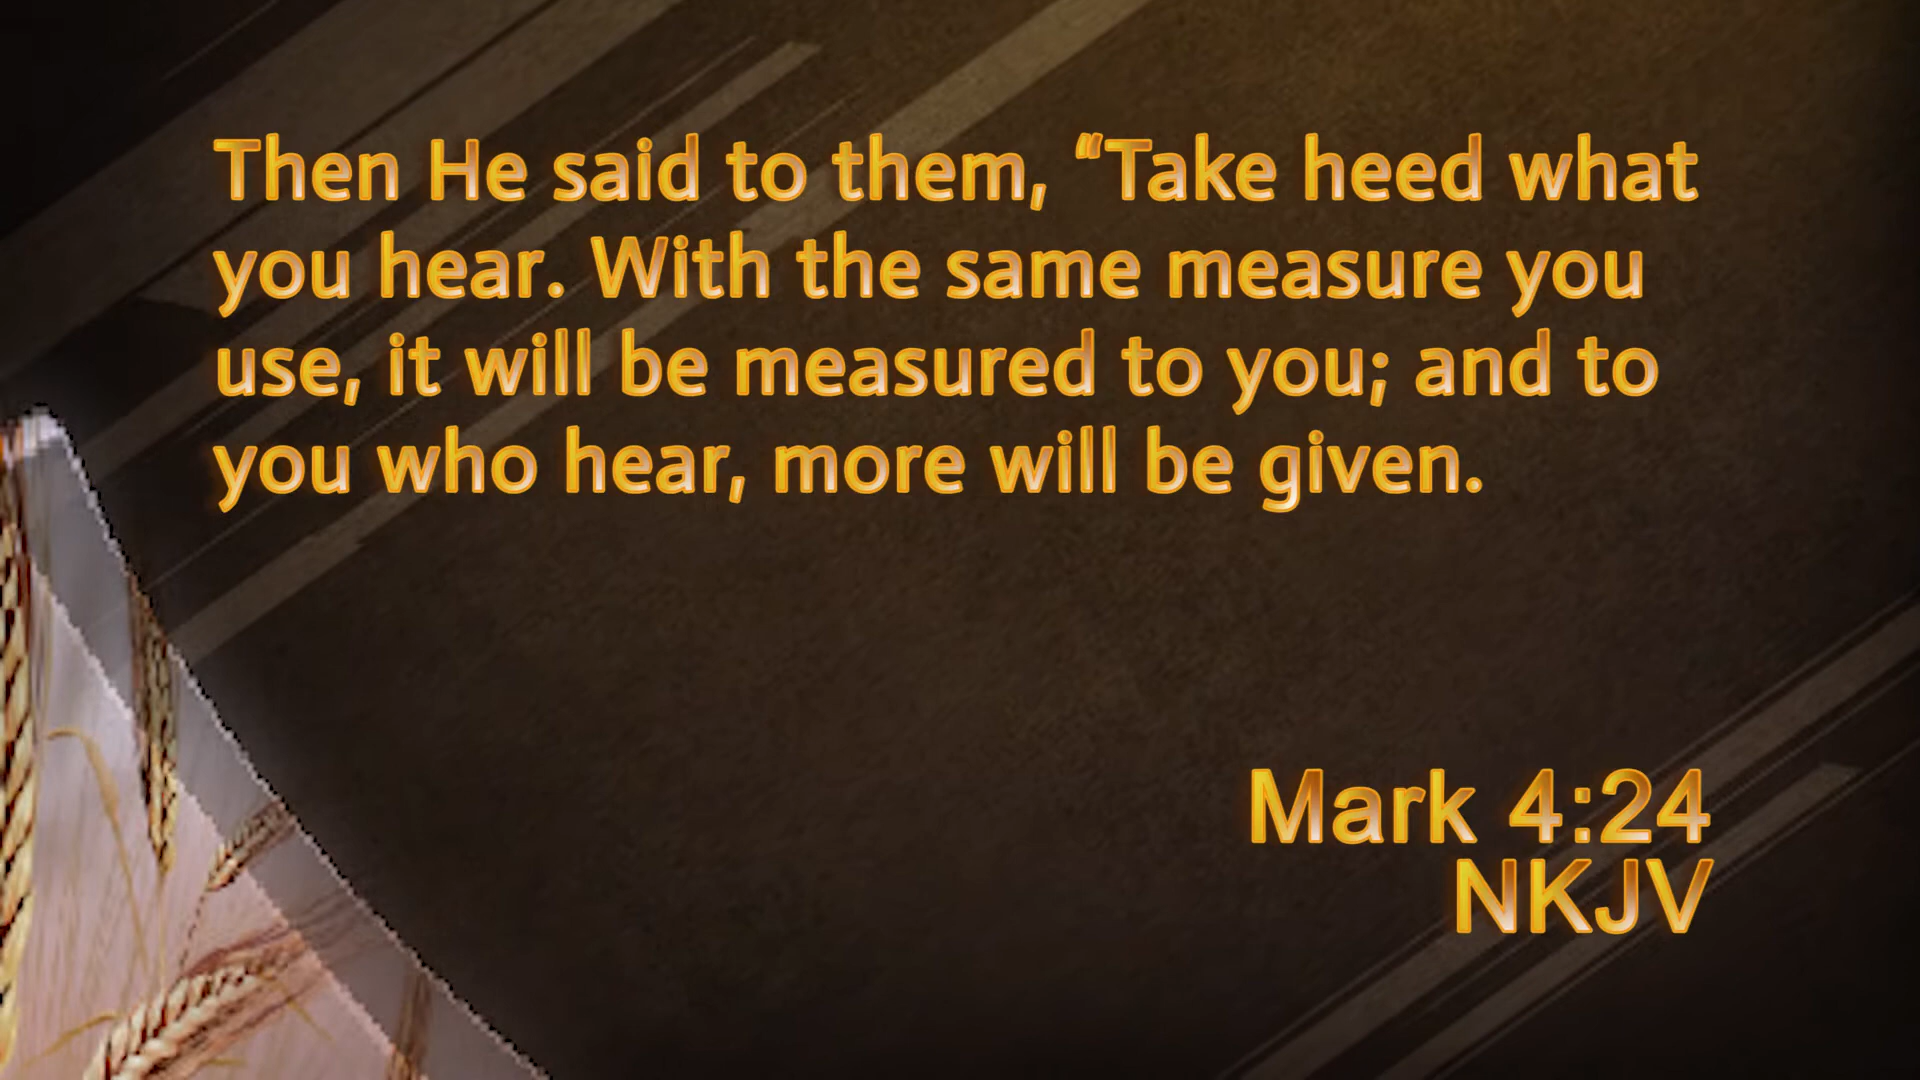 Then He said to them, “Take heed what
you hear. With the same measure you
use, it will be measured to you; and to
you who hear, more will be given.
Mark 4:24
NKJV